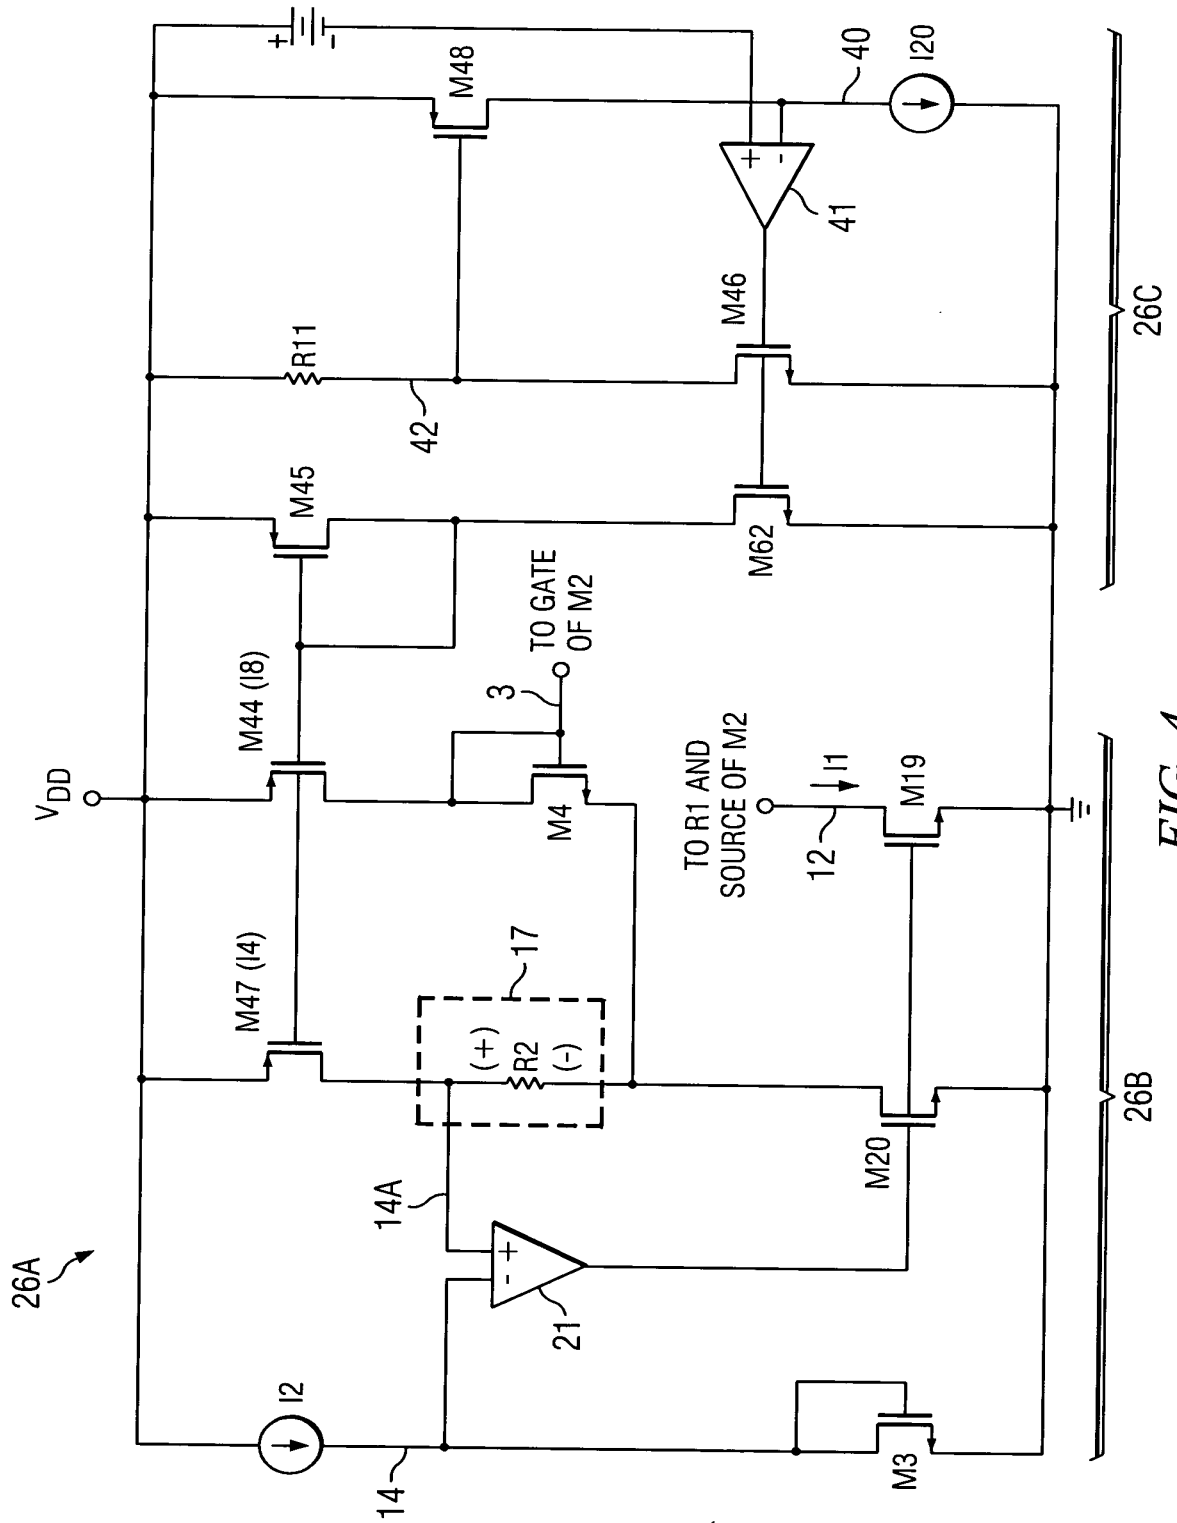 26A
VDD
I2
14
14A
- +
21
M3
M47 (I4)
17
(+)
R2
(-)
M20
M44 (I8)
M4
3
TO GATE
OF M2
TO R1 AND
SOURCE OF M2
12
I1
M19
M45
M62
R11
42
M46
+ -
M48
+ -
41
40
I20
26B
26C